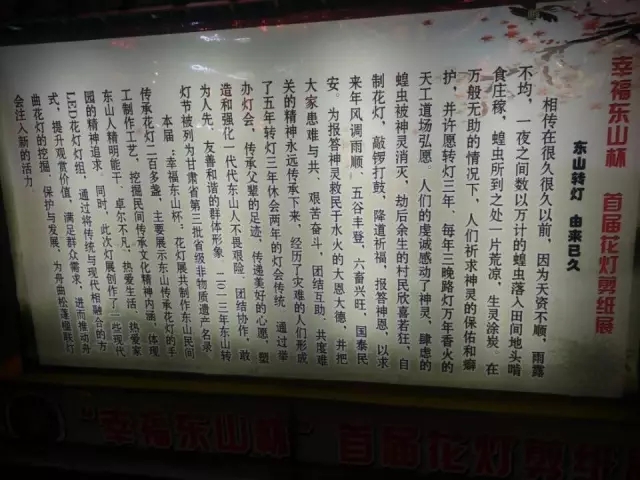 幸福东山杯 首届花灯剪纸展
东山转灯 由来已久
相传在很久很久以前,因为天资不顺,雨露
不均,一夜之间数以万计的蝗虫落入田间地头啃
食庄稼,蝗虫所到之处一片荒凉,生灵涂炭。在
万般无助的情况下,人们祈求神灵的保佑和癖
护,并许愿转灯三年、每年三晚路灯万年香火的
天工道场弘愿。人们的虔诚感动了神灵,肆虐的
蝗虫被神灵消灭,劫后余生的村民欣喜若狂,自
制花灯,敲锣打鼓,降道祈福,报答神恩,以求
来年风调雨顺、五谷丰登、六畜兴旺、国泰民
安。为报答神灵救民于水火的大恩大德,并把
大家患难与共、艰苦奋斗、团结互助、共度难
关的精神永远传承下来,经历了灾难的人们形成
了五年转灯三年休会两年的灯会传统,通过举
办灯会,传承父辈的足迹,传递美好的心愿,塑
造和强化一代代东山人不畏艰险、团结协作、敢
为人先、友善和谐的群体形象。二〇一三年东山转
灯节被列为甘肃省第三批省级非物质遗产名录
本届“幸福东山杯”花灯展共制作东山民间
传承花灯二百多盏,主要展示东山传承花灯的手
工制作工艺,挖掘民间传承文化精神内涵,体现
东山人精明能干、卓尔不凡、热爱生活、热爱家
园的精神追求,同时,此次灯展创作了一些现代
LED花灯灯组,通过将传统与现代相融合的方
式,提升观赏价值,满足群众需求,进而推动舟
曲花灯的挖掘、保护与发展,为舟曲松蓬楹联灯
会注入新的活力
“幸福东山杯”首届花灯剪纸